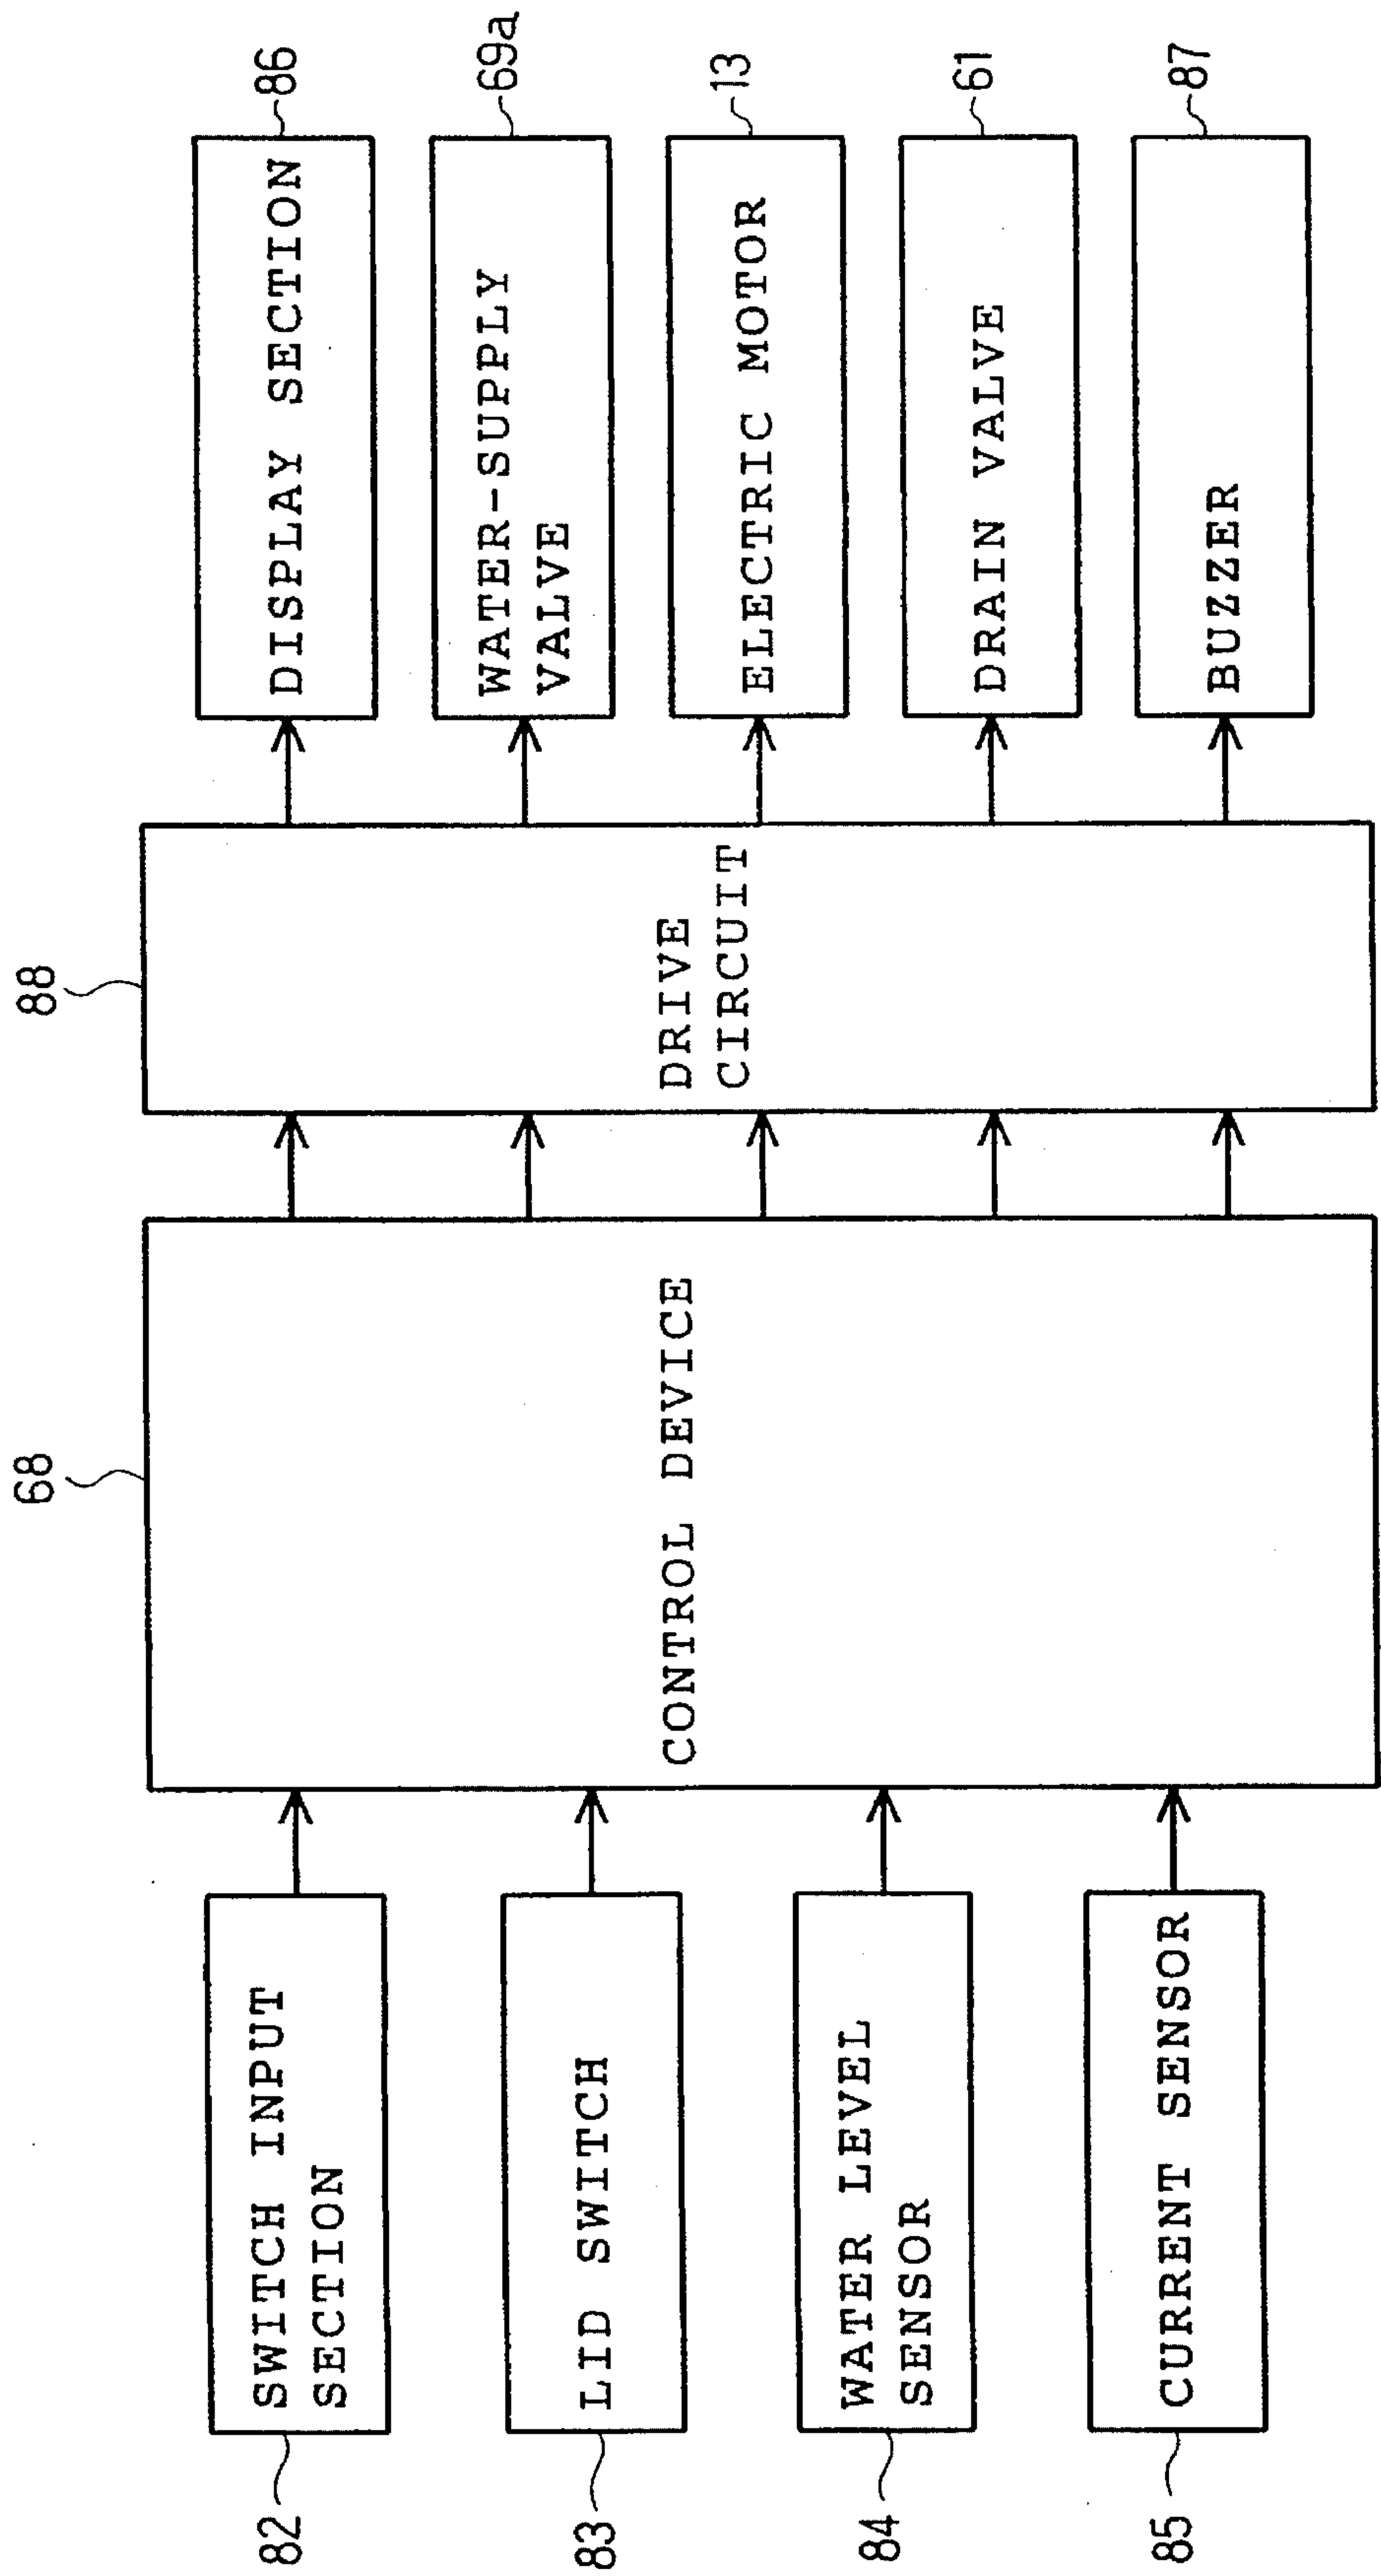 82
SWITCH INPUT
SECTION
83
LID SWITCH
84
WATER LEVEL
SENSOR
85
CURRENT SENSOR
68
CONTROL DEVICE
88
DRIVE
CIRCUIT
DISPLAY SECTION
86
WATER-SUPPLY
VALVE
69a
ELECTRIC MOTOR
13
DRAIN VALVE
61
BUZZER
87